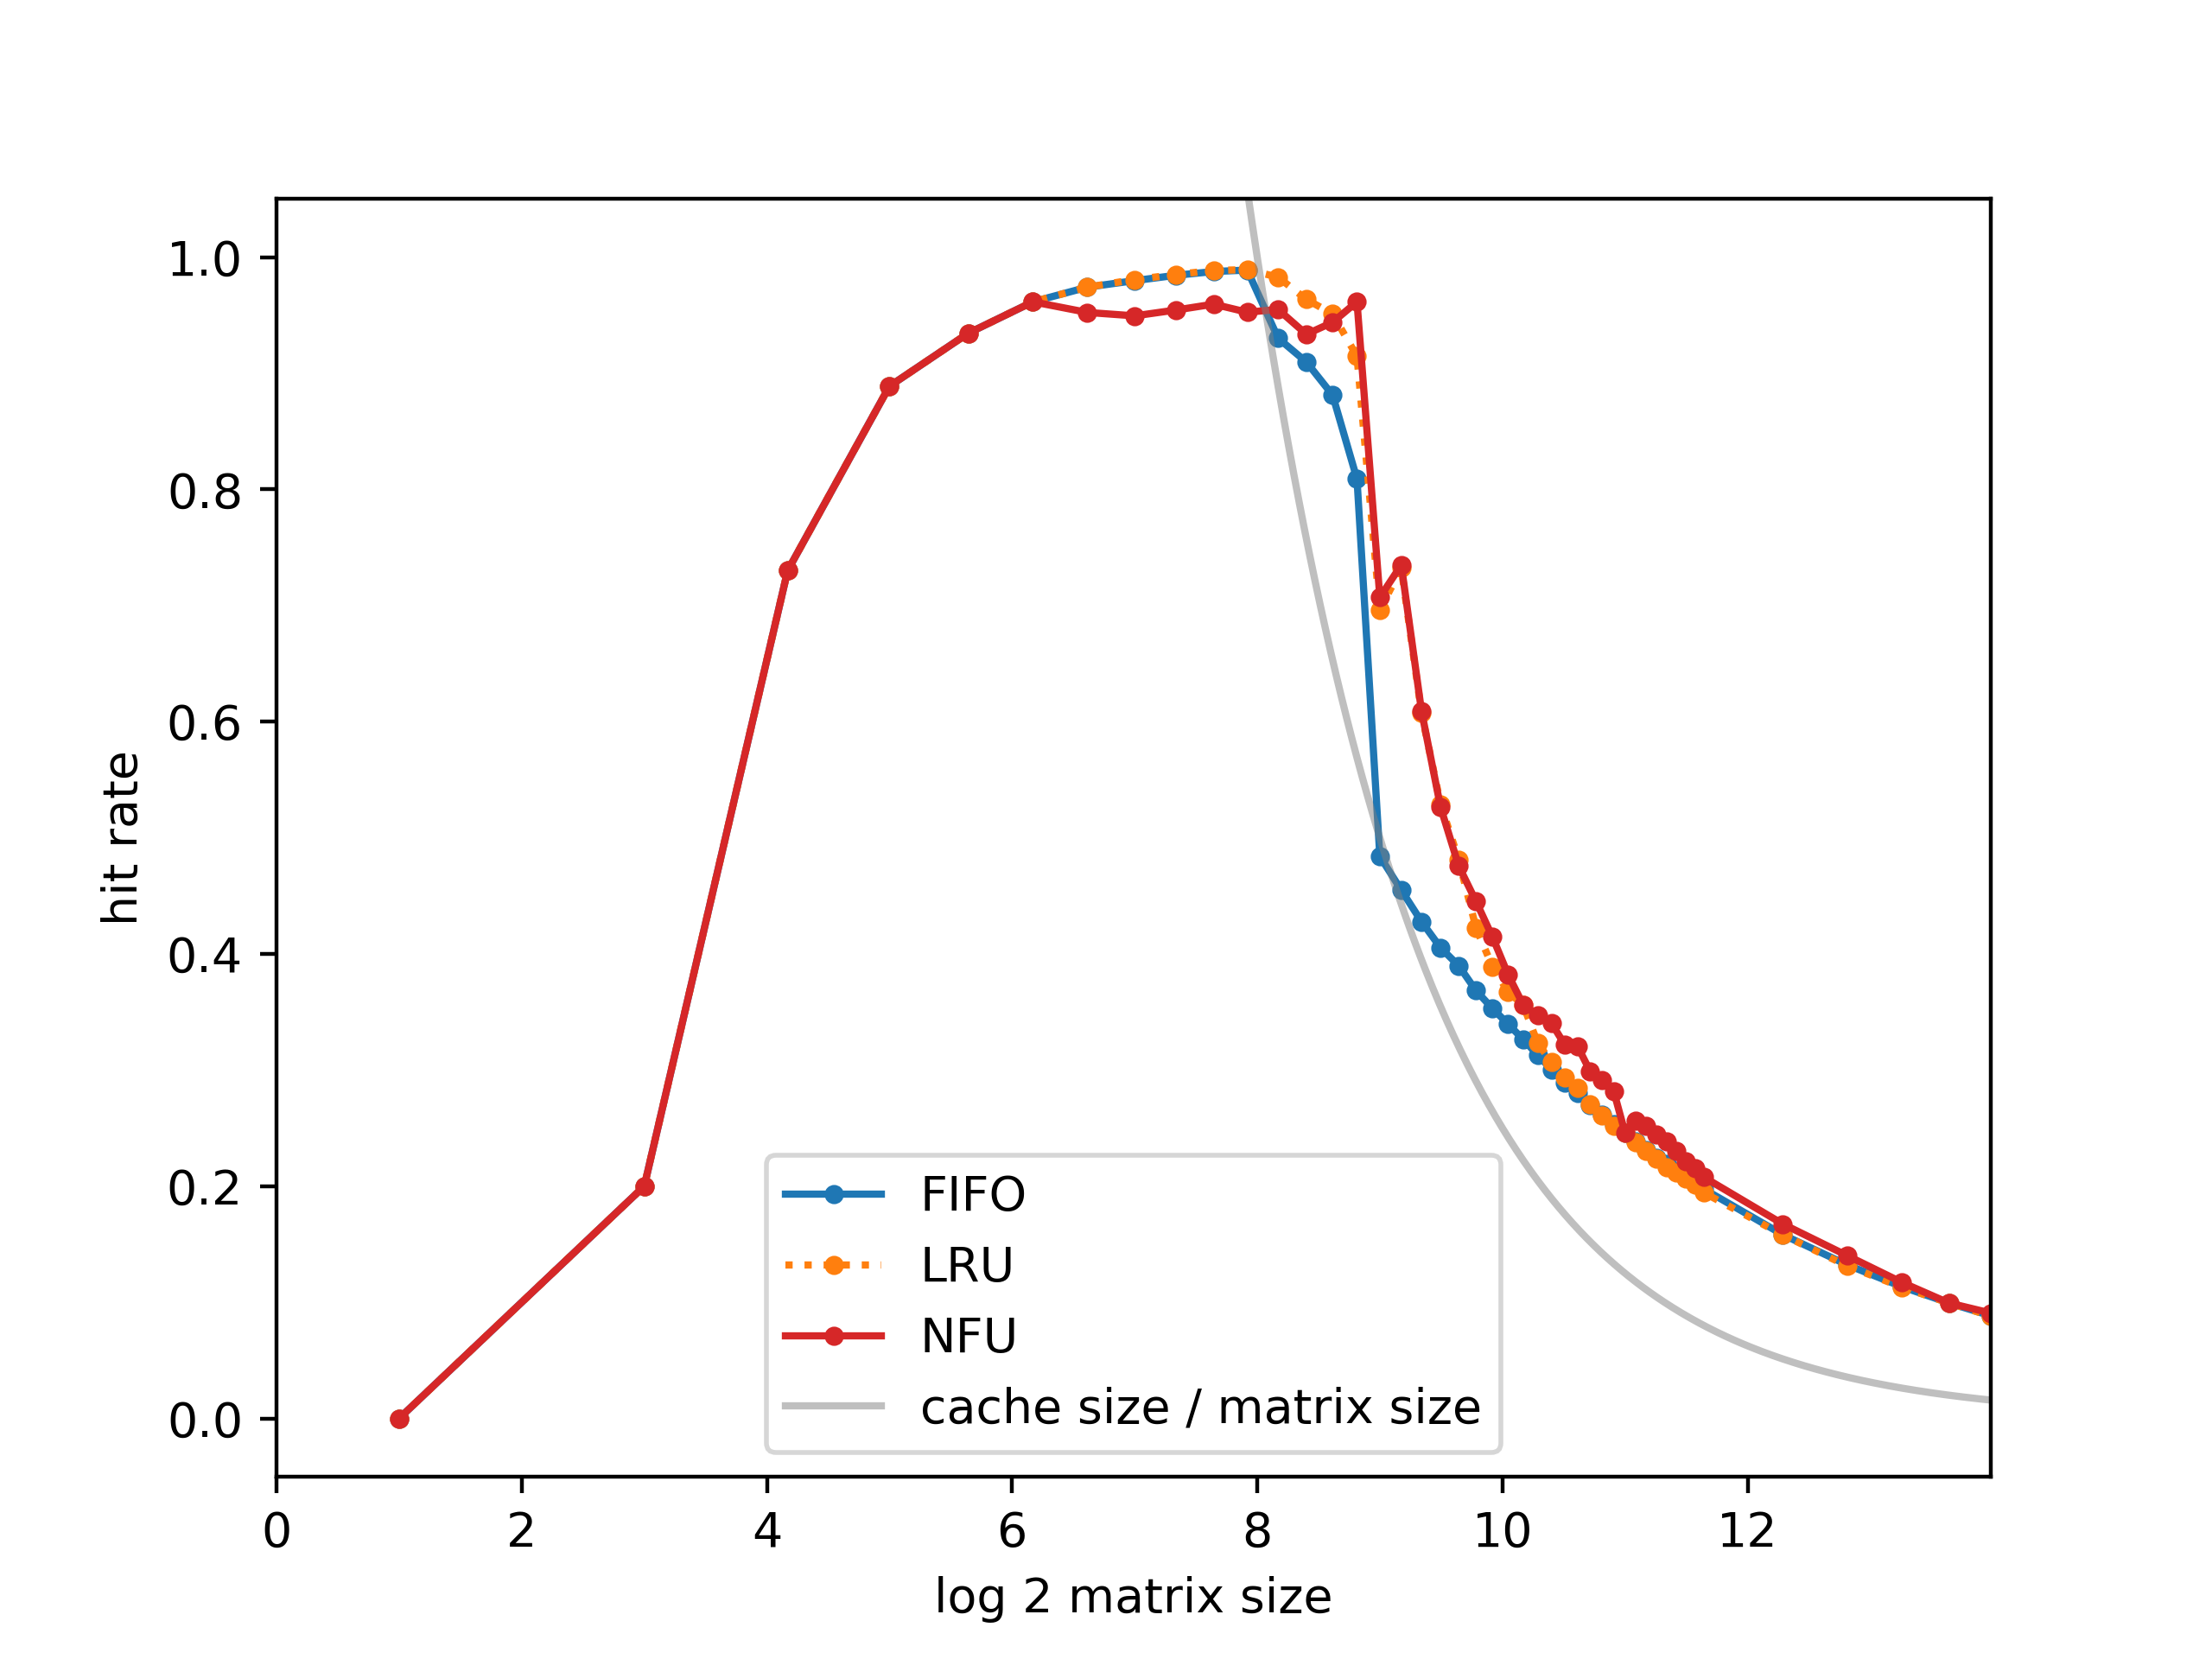 1.0
0.8
0.6
0.4
0.2
0.0
hit rate
FIFO
LRU
NFU
cache size / matrix size
0 2 4 6 8 10 12
log 2 matrix size